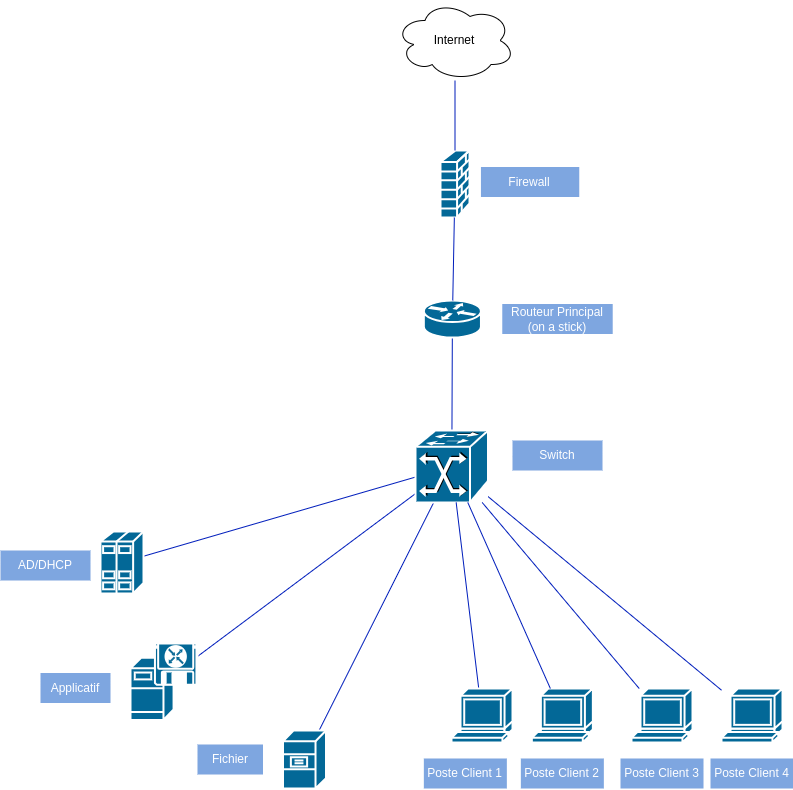 Internet
Firewall
Routeur Principal
(on a stick)
Switch
AD/DHCP
Applicatif
Fichier
Poste Client 1
Poste Client 2
Poste Client 3
Poste Client 4